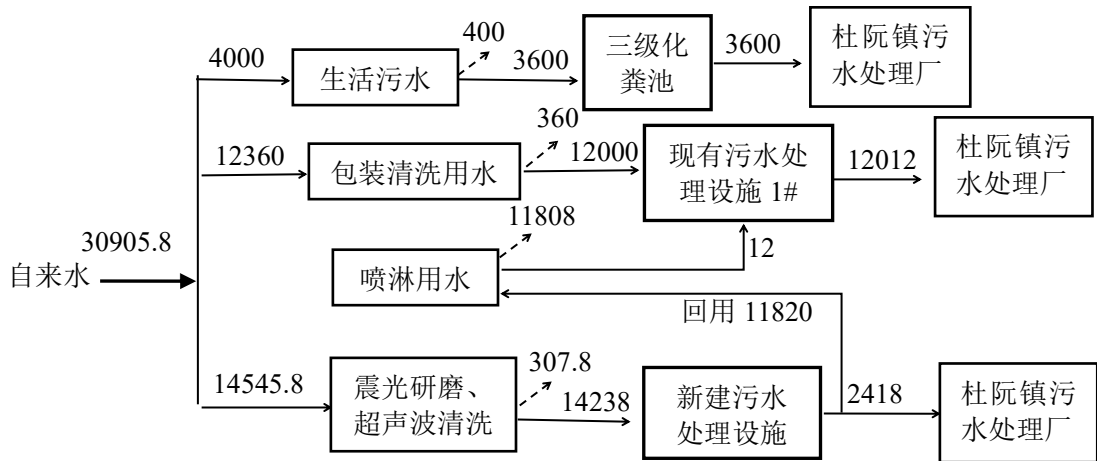 400
4000
生活污水
3600
三级化
粪池
3600
杜阮镇污
水处理厂
360
12360
包装清洗用水
12000
现有污水处
理设施 1#
12012
杜阮镇污
水处理厂
11808
30905.8
自来水
喷淋用水
12
回用 11820
307.8
14545.8
震光研磨、
超声波清洗
14238
新建污水
处理设施
2418
杜阮镇污
水处理厂